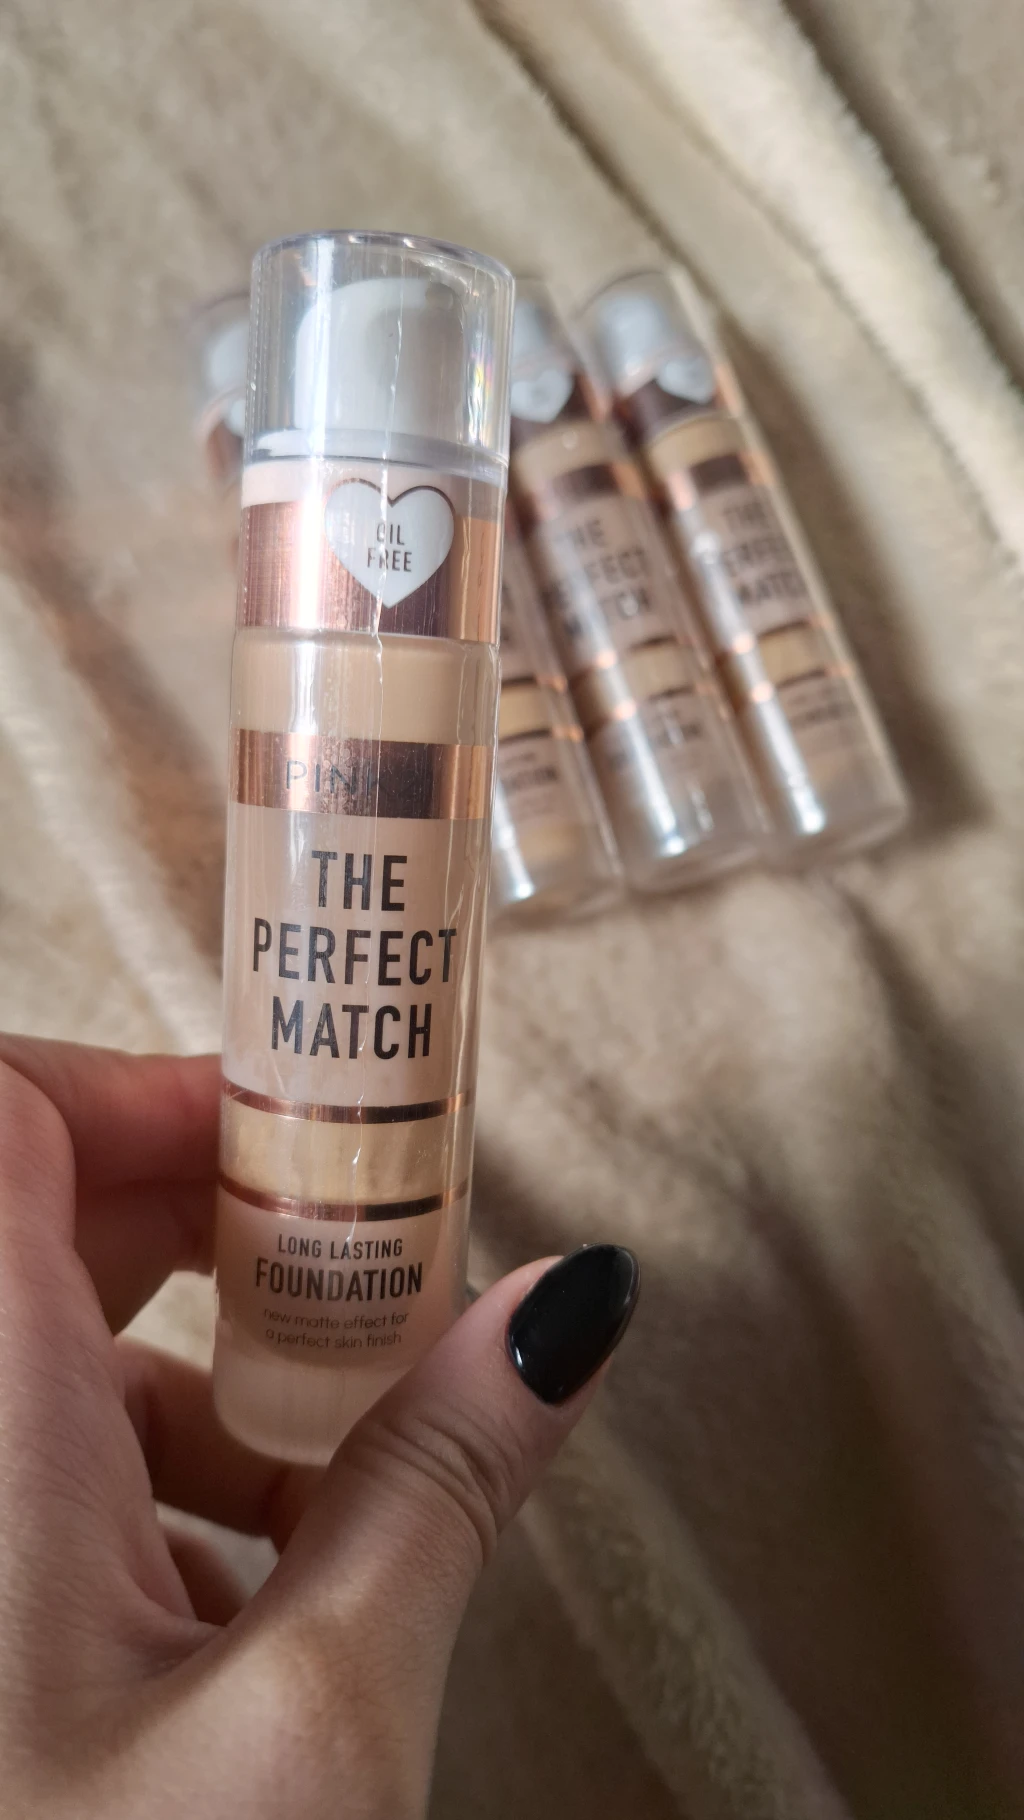 OIL
FREE
THE
PERFECT
MATCH
LONG LASTING
FOUNDATION
new matte effect for
a perfect skin finish
THE
PERFECT
MATCH
THE
PERFECT
MATCH